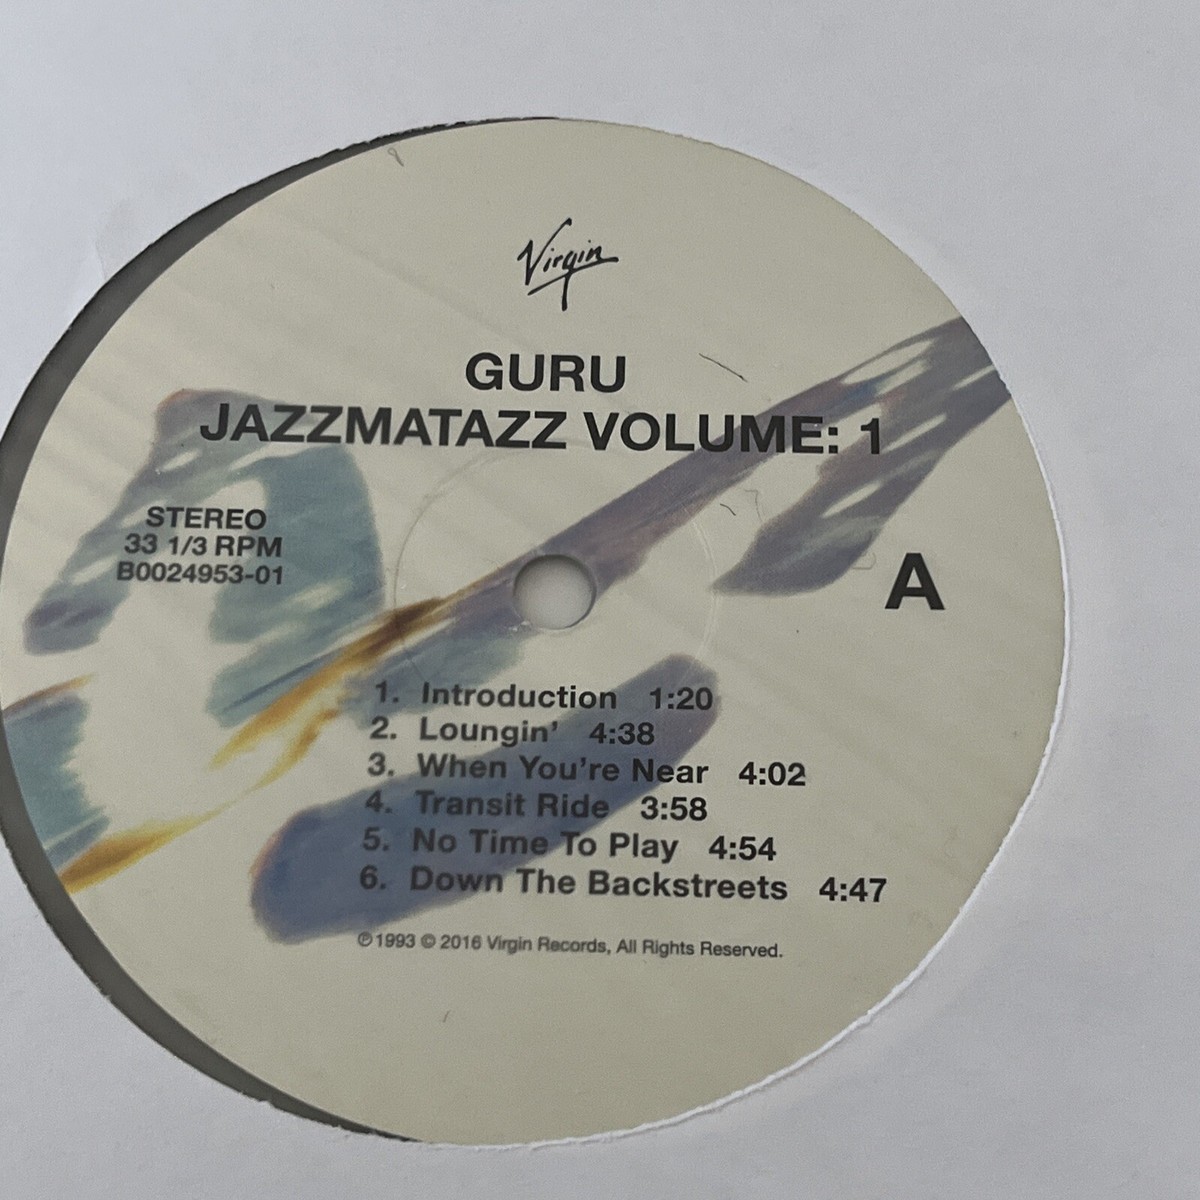 Virgin
GURU
JAZZMATAZZ VOLUME: 1
STEREO
33 1/3 RPM
B0024953-01
A
1. Introduction 1:20
2. Loungin' 4:38
3. When You're Near 4:02
4. Transit Ride 3:58
5. No Time To Play 4:54
6. Down The Backstreets 4:47
℗1993 © 2016 Virgin Records, All Rights Reserved.